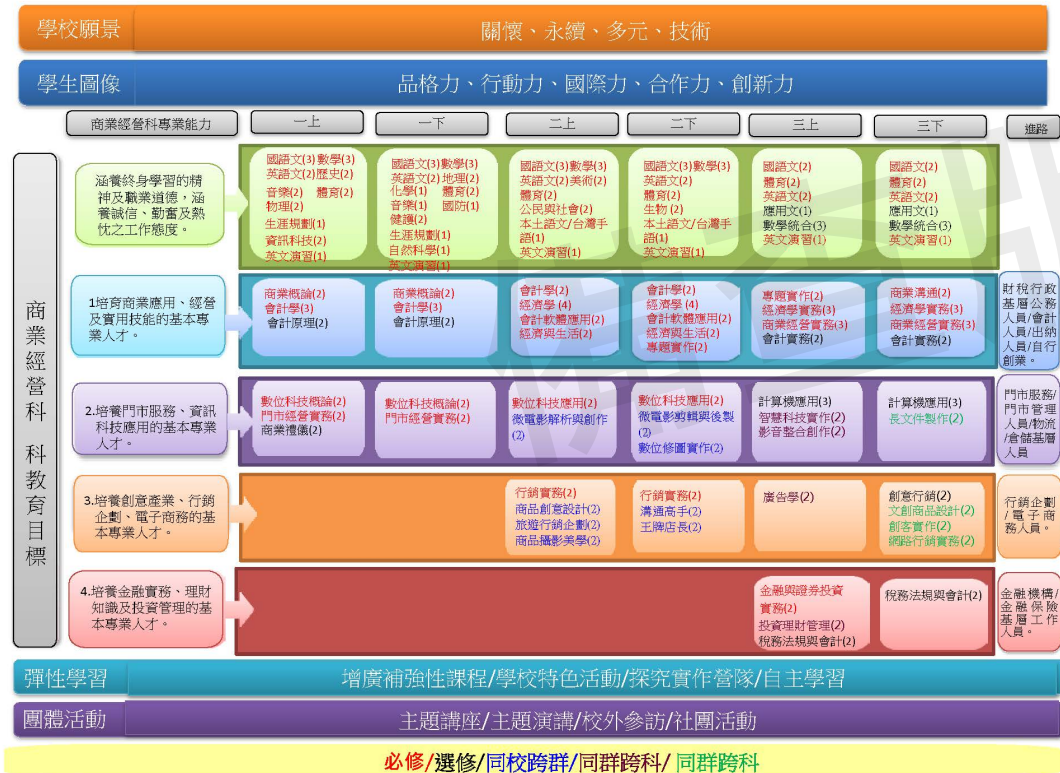 學校願景
關懷、永續、多元、技術
學生圖像
品格力、行動力、國際力、合作力、創新力
商業經營科專業能力
一上
一下
二上
二下
三上
三下
進路
商業經營科 科教育目標
涵養終身學習的精
神及職業道德，涵
養誠信、勤奮及熱
忱之工作態度。
國語文(3)數學(3)
英語文(2)歷史(2)
音樂(2) 體育(2)
物理(2)
生涯規劃(1)
資訊科技(2)
英文演習(1)
國語文(3)數學(3)
英語文(2)地理(2)
化學(1) 體育(2)
音樂(1) 國防(1)
健護(2)
生涯規劃(1)
自然科學(1)
英文演習(1)
國語文(3)數學(3)
英語文(2)美術(2)
體育(2)
公民與社會(2)
本土語文/台灣手
語(1)
英文演習(1)
國語文(3)數學(3)
英語文(2)
體育(2)
生物(2)
本土語文/台灣手
語(1)
英文演習(1)
國語文(2)
體育(2)
英語文(2)
應用文(1)
數學統合(3)
英文演習(1)
國語文(2)
體育(2)
英語文(2)
應用文(1)
數學統合(3)
英文演習(1)
1培育商業應用、經營
及實用技能的基本專
業人才。
商業概論(2)
會計學(3)
會計原理(2)
商業概論(2)
會計學(3)
會計原理(2)
會計學(2)
經濟學(4)
會計軟體應用(2)
經濟與生活(2)
會計學(2)
經濟學(4)
會計軟體應用(2)
經濟與生活(2)
專題實作(2)
專題實作(2)
經濟學實務(3)
商業經營實務(3)
會計實務(2)
商業溝通(2)
經濟學實務(3)
商業經營實務(3)
會計實務(2)
財稅行政
基層公務
人員/會計
人員/出納
人員/自行
創業。
2.培養門市服務、資訊
科技應用的基本專業
人才。
數位科技概論(2)
門市經營實務(2)
商業禮儀(2)
數位科技概論(2)
門市經營實務(2)
數位科技應用(2)
微電影解析與創作
(2)
數位科技應用(2)
微電影剪輯與後製
(2)
數位修圖實作(2)
計算機應用(3)
智慧科技實作(2)
影音整合創作(2)
計算機應用(3)
長文件製作(2)
門市服務/
門市管理
人員/物流
/倉儲基層
人員
3.培養創意產業、行銷
企劃、電子商務的基
本專業人才。
行銷實務(2)
商品創意設計(2)
旅遊行銷企劃(2)
商品攝影美學(2)
行銷實務(2)
溝通高手(2)
王牌店長(2)
廣告學(2)
創意行銷(2)
文創商品設計(2)
創客實作(2)
網路行銷實務(2)
行銷企劃
/電子商
務人員。
4.培養金融實務、理財
知識及投資管理的基
本專業人才。
金融與證券投資
實務(2)
投資理財管理(2)
稅務法規與會計(2)
稅務法規與會計(2)
金融機構/
金融保險
基層工作
人員。
彈性學習
增廣補強性課程/學校特色活動/探究實作營隊/自主學習
團體活動
主題講座/主題演講/校外參訪/社團活動
必修/選修/同校跨群/同群跨科/ 同群跨科